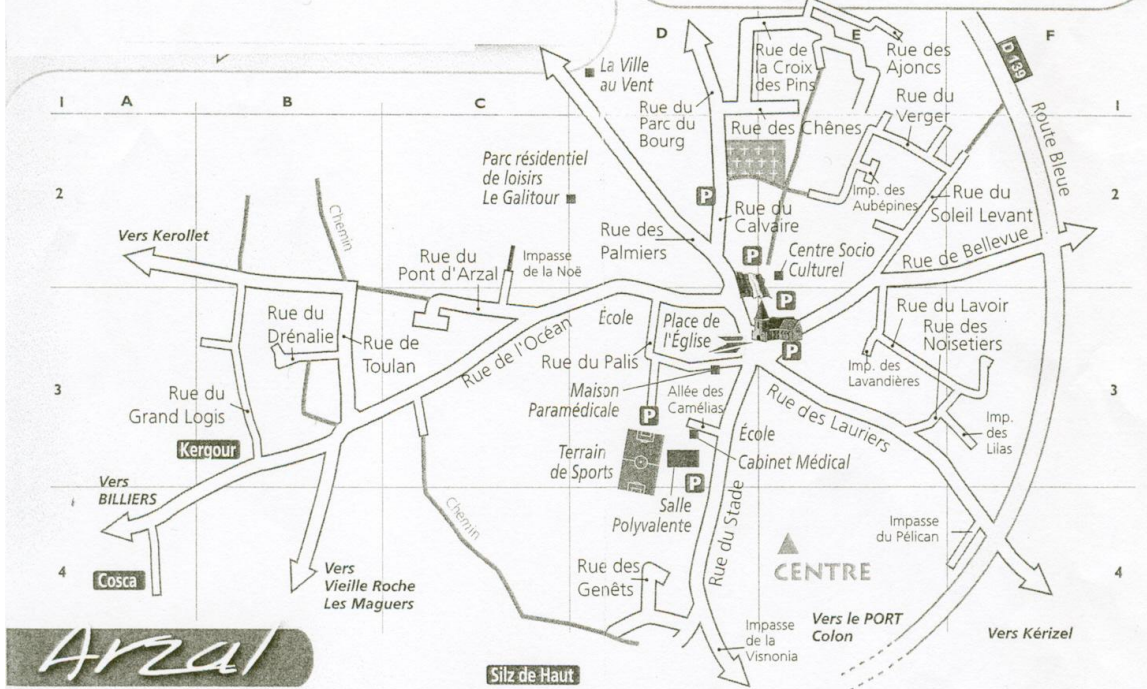 D
E
F
D 139
La Ville
au Vent
Rue de
la Croix
des Pins
Rue des
Ajoncs
I
A
B
C
I
Rue du
Parc du
Bourg
Rue du
Verger
Rue des Chênes
Route Bleue
Parc résidentiel
de loisirs
Le Galitour
2
P
Imp. des
Aubépines
Rue du
Soleil Levant
2
Chemin
Rue du
Calvaire
Vers Kerollet
Rue des
Palmiers
Rue de Bellevue
Rue du
Pont d'Arzal
Impasse
de la Noë
P
Centre Socio
Culturel
P
Rue du
Drénalie
Rue de
Toulan
École
Place de
l'Église
Rue du Lavoir
Rue des
Noisetiers
Rue de l'Océan
Rue du Palis
P
Imp. des
Lavandières
3
Rue du
Grand Logis
Maison
Paramédicale
Allée des
Camélias
Rue des Lauriers
3
P
Imp.
des
Lilas
Kergour
École
Terrain
de Sports
Cabinet Médical
Vers
BILLIERS
P
Salle
Polyvalente
Chemin
Rue du Stade
Impasse
du Pélican
4
Cosca
Vers
Vieille Roche
Les Maguers
Rue des
Genêts
CENTRE
4
Arzal
Impasse
de la
Visnonia
Vers le PORT
Colon
Vers Kérizel
Silz de Haut